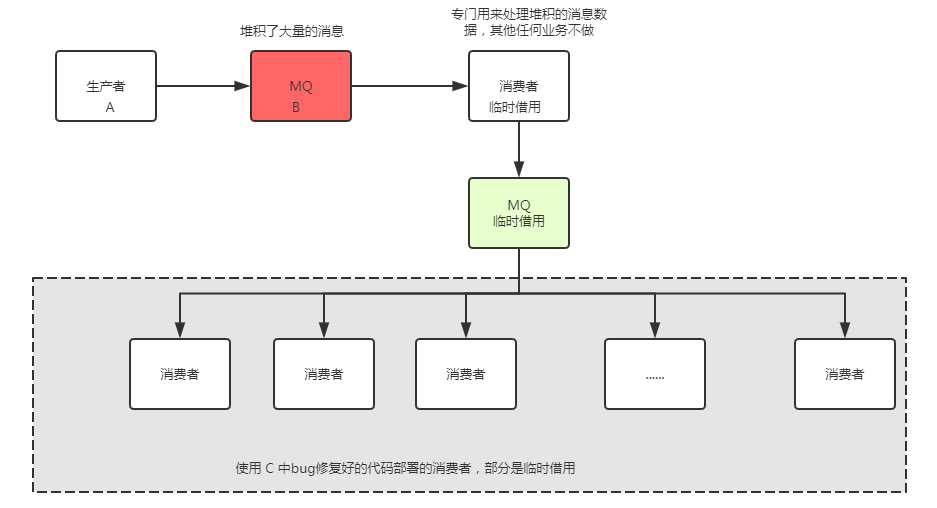 堆积了大量的消息
专门用来处理堆积的消息数
据，其他任何业务不做
生产者
A
MQ
B
消费者
临时借用
MQ
临时借用
消费者
消费者
消费者
......
消费者
使用 C 中bug修复好的代码部署的消费者，部分是临时借用